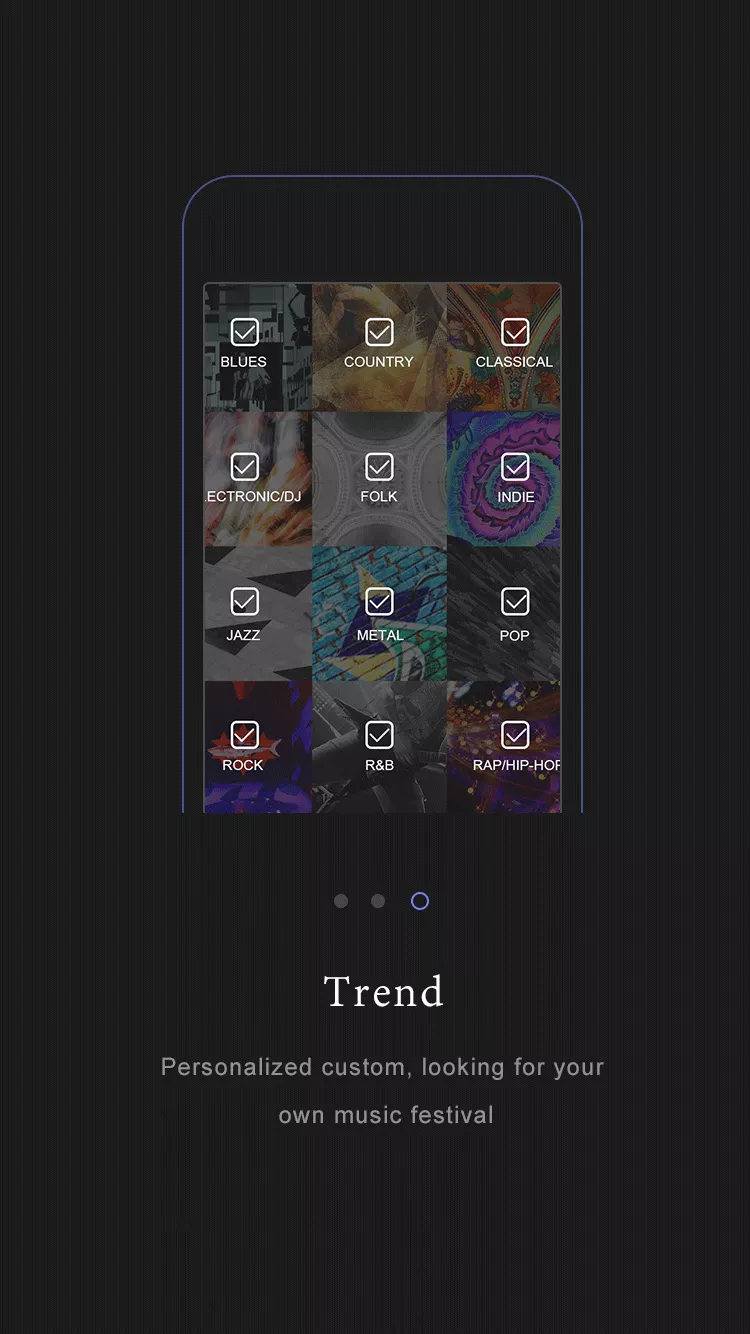 BLUES COUNTRY CLASSICAL
.ECTRONIC/DJ FOLK INDIE
JAZZ METAL POP
ROCK R&B RAP/HIP-HOP
Trend
Personalized custom, looking for your
own music festival